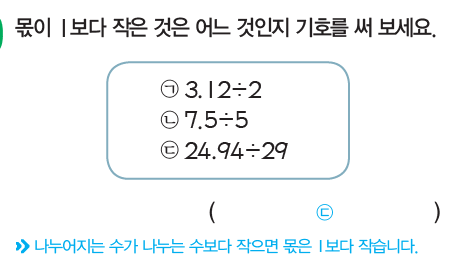 몫이 1보다 작은 것은 어느 것인지 기호를 써 보세요.
㉠ 3.12÷2
㉡ 7.5÷5
㉢ 24.94÷29
( ㉢ )
» 나누어지는 수가 나누는 수보다 작으면 몫은 1보다 작습니다.